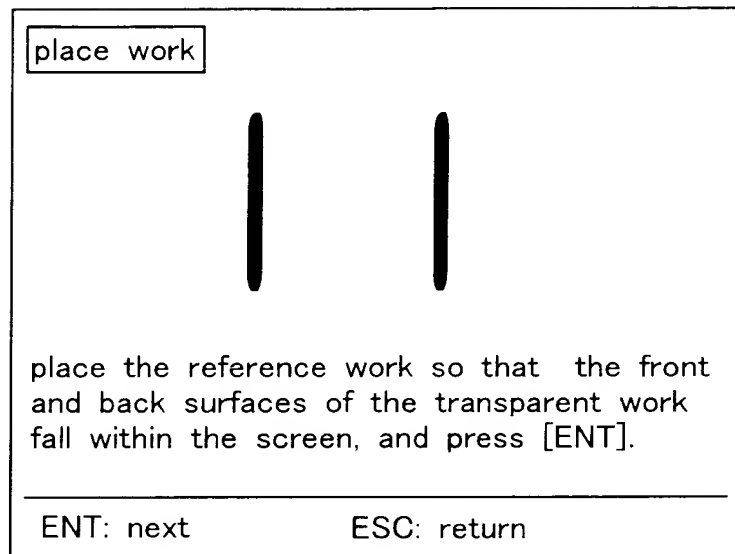 place work
place the reference work so that the front
and back surfaces of the transparent work
fall within the screen, and press [ENT].
ENT: next ESC: return